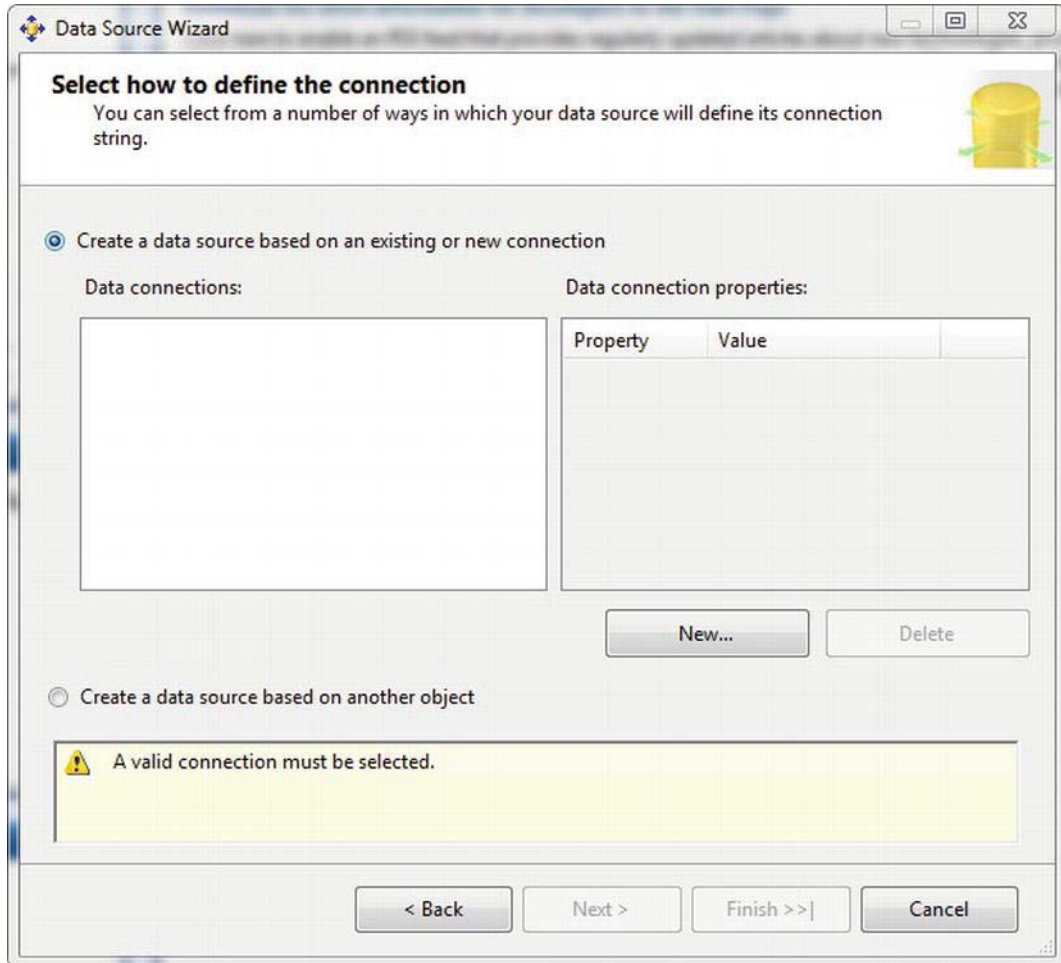 Data Source Wizard
Select how to define the connection
You can select from a number of ways in which your data source will define its connection
string.
Create a data source based on an existing or new connection
Data connections:
Data connection properties:
Property
Value
New...
Delete
Create a data source based on another object
A valid connection must be selected.
< Back
Next >
Finish >>|
Cancel